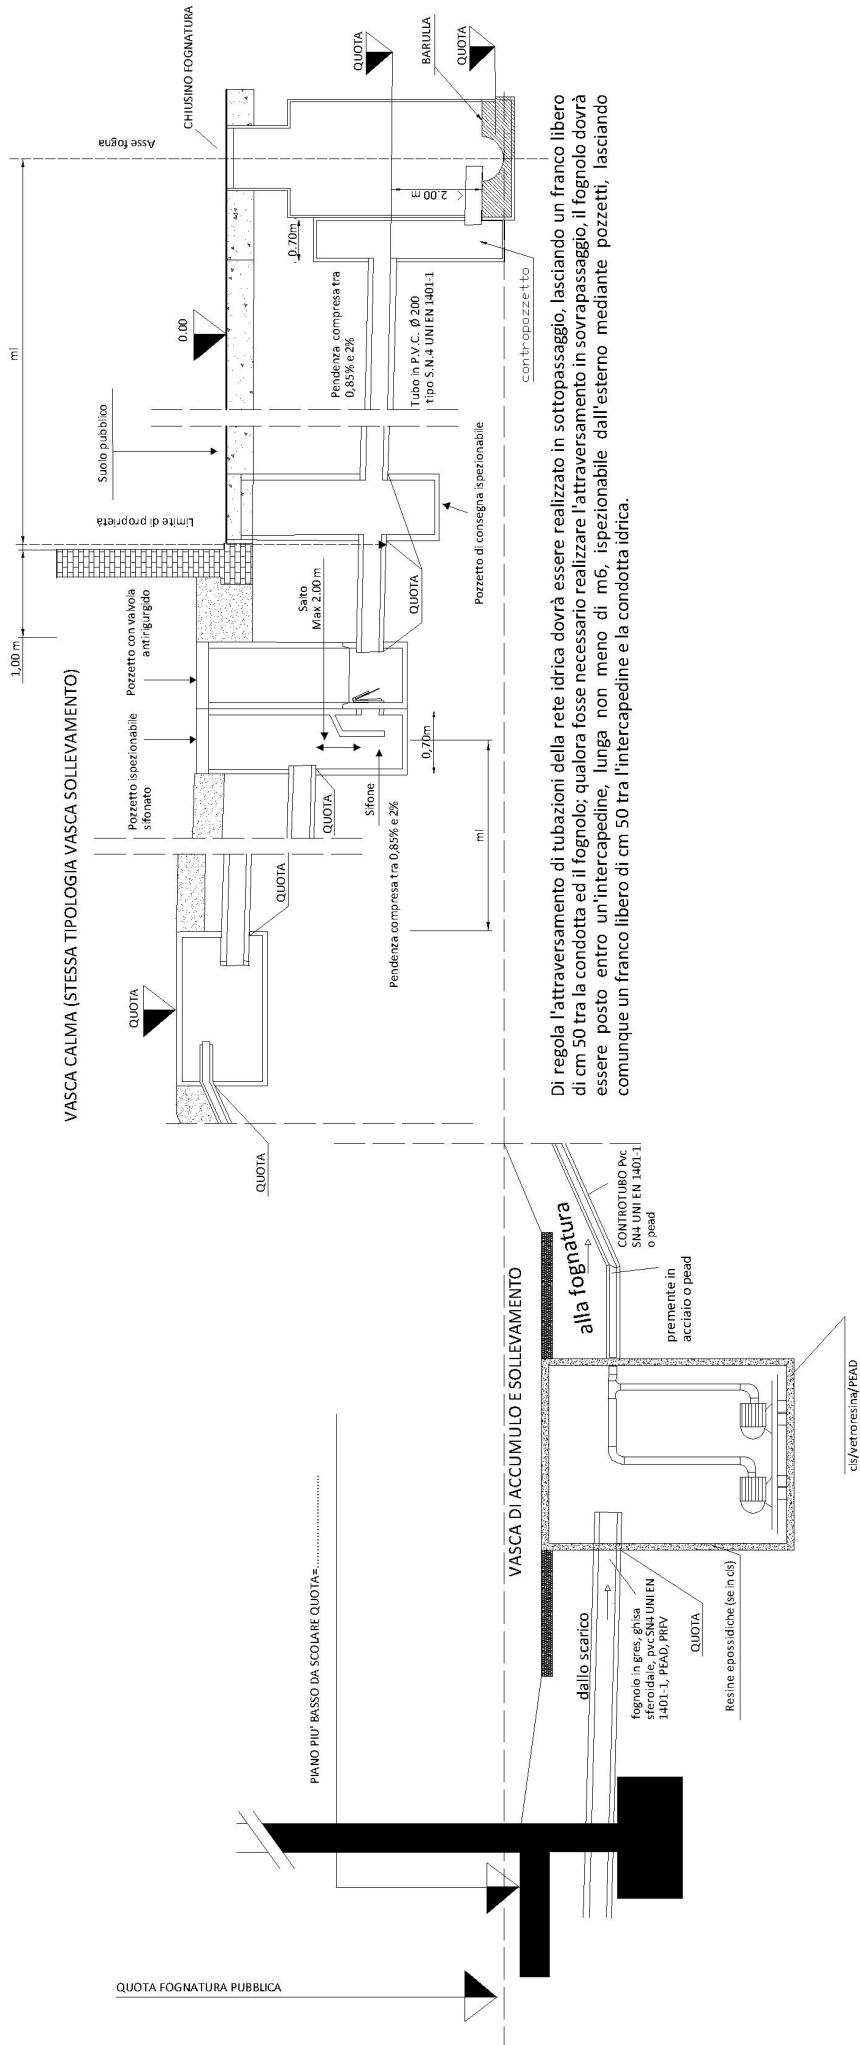 QUOTA FOGNATURA PUBBLICA
PIANO PIU' BASSO DA SCOLARE QUOTA=..............................
dallo scarico
fognolo in gres, ghisa
sferoidale, pvc SN4 UNI EN
1401-1, PEAD, PRFV
QUOTA
Resine epossidiche (se in cls)
VASCA DI ACCUMULO E SOLLEVAMENTO
cls/vetroresina/PEAD
premente in
acciaio o pead
alla fognatura
CONTROTUBO Pvc
SN4 UNI EN 1401-1
o pead
VASCA CALMA (STESSA TIPOLOGIA VASCA SOLLEVAMENTO)
QUOTA
QUOTA
QUOTA
QUOTA
Pendenza compresa tra 0,85% e 2%
ml
Pozzetto ispezionabile
sifonato
Pozzetto con valvola
antirigurgido
Sifone
0,70m
Salto
Max 2.00 m
QUOTA
1,00 m
Limite di proprietà
Pozzetto di consegna ispezionabile
Suolo pubblico
ml
0.00
Pendenza compresa tra
0,85% e 2%
Tubo in P.V.C. Ø 200
tipo S.N.4 UNI EN 1401-1
0.70m
contropozzetto
2.00 m
Asse fogna
CHIUSINO FOGNATURA
QUOTA
BARULLA
QUOTA
Di regola l'attraversamento di tubazioni della rete idrica dovrà essere realizzato in sottopassaggio, lasciando un franco libero
di cm 50 tra la condotta ed il fognolo; qualora fosse necessario realizzare l'attraversamento in sovrapassaggio, il fognolo dovrà
essere posto entro un'intercapedine, lunga non meno di m6, ispezionabile dall'esterno mediante pozzetti, lasciando
comunque un franco libero di cm 50 tra l'intercapedine e la condotta idrica.